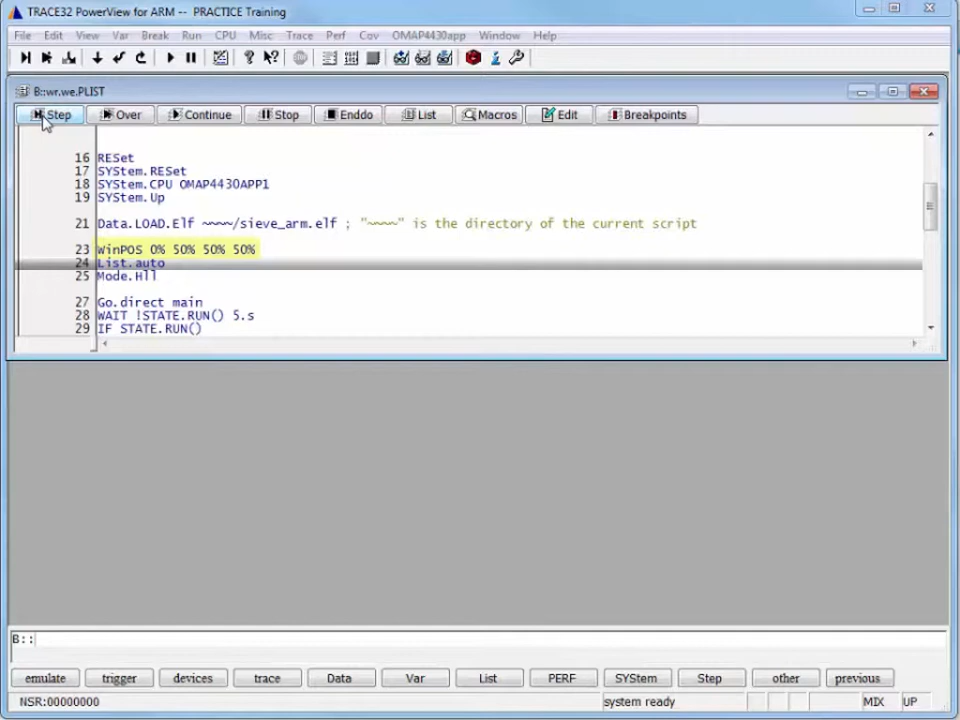 TRACE32 PowerView for ARM -- PRACTICE Training
File Edit View Var Break Run CPU Misc Trace Perf Cov OMAP4430app Window Help
B::wr.we.PLIST
Step Over Continue Stop Enddo List Macros Edit Breakpoints
16 RESet
17 SYStem.RESet
18 SYStem.CPU OMAP4430APP1
19 SYStem.Up
21 Data.LOAD.Elf ~~~~/sieve_arm.elf ; "~~~~" is the directory of the current script
23 WinPOS 0% 50% 50% 50%
24 List.auto
25 Mode.Hll
27 Go.direct main
28 WAIT !STATE.RUN() 5.s
29 IF STATE.RUN()
B::
emulate trigger devices trace Data Var List PERF SYStem Step other previous
NSR:00000000 system ready MIX UP